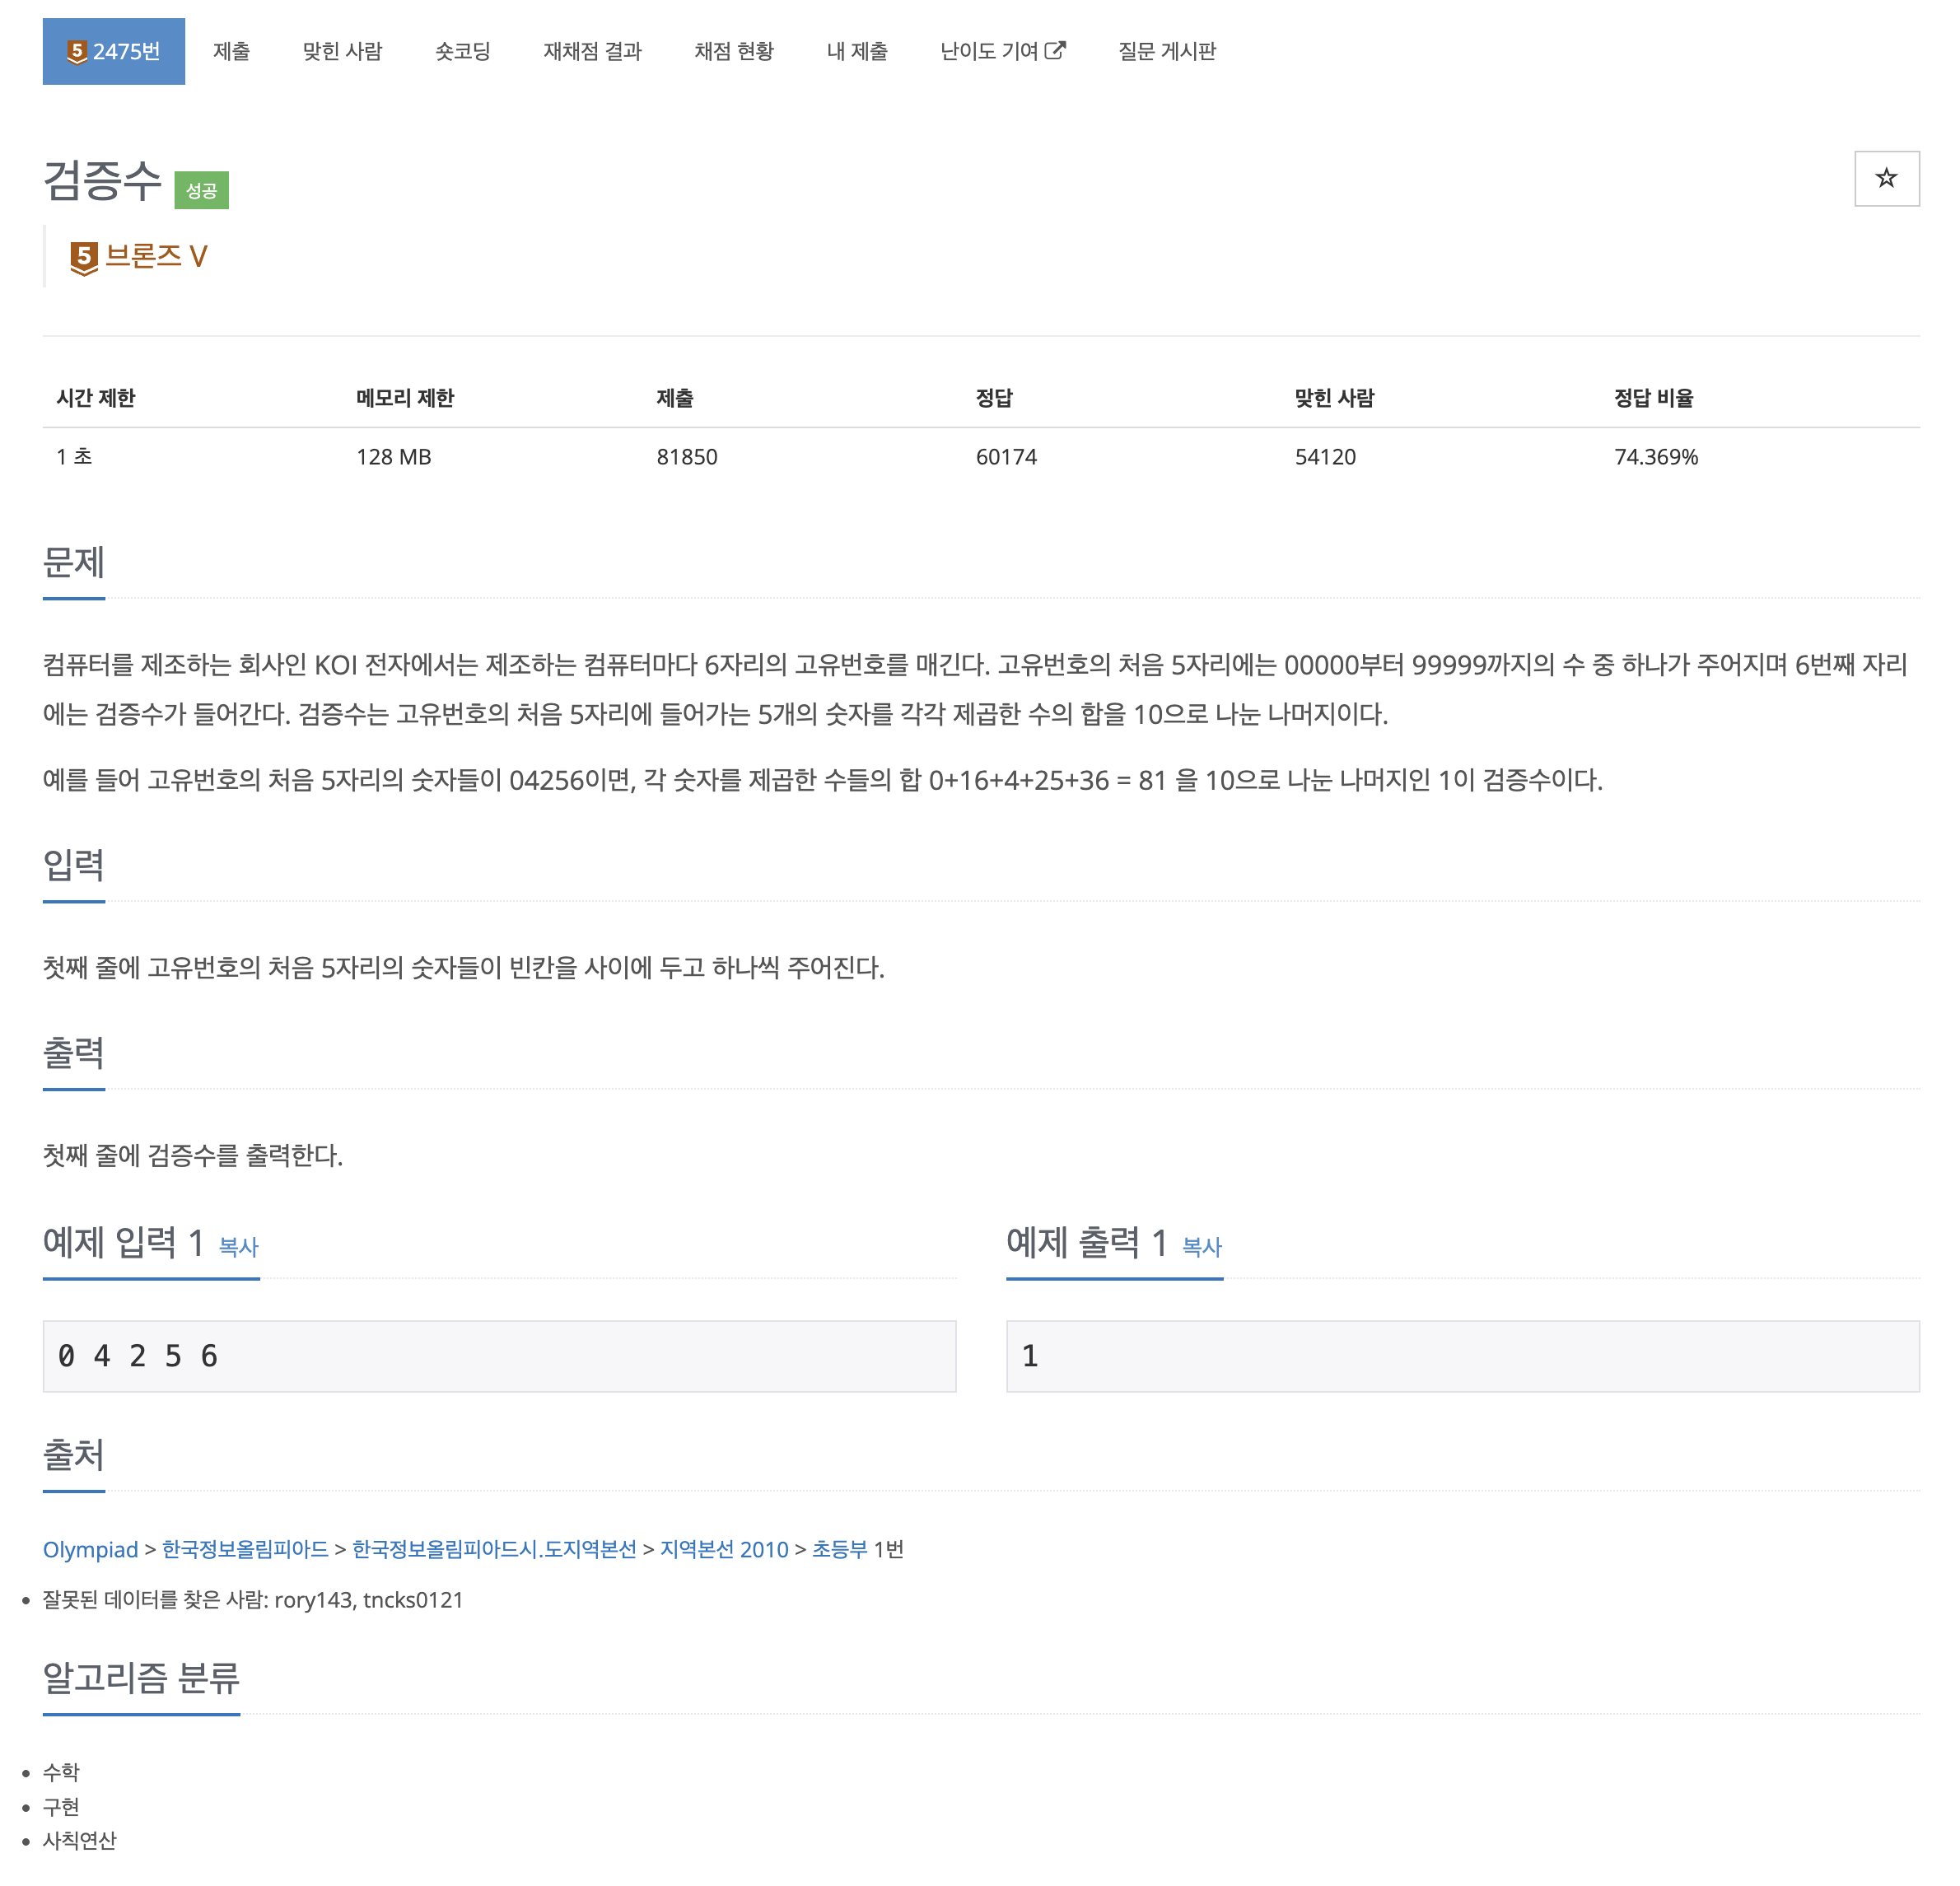 5 2475번 제출 맞힌 사람 숏코딩 재채점 결과 채점 현황 내 제출 난이도 기여 질문 게시판
검증수 성공
5 브론즈 V
시간 제한 메모리 제한 제출 정답 맞힌 사람 정답 비율
1 초 128 MB 81850 60174 54120 74.369%
문제
컴퓨터를 제조하는 회사인 KOI 전자에서는 제조하는 컴퓨터마다 6자리의 고유번호를 매긴다. 고유번호의 처음 5자리에는 00000부터 99999까지의 수 중 하나가 주어지며 6번째 자리
에는 검증수가 들어간다. 검증수는 고유번호의 처음 5자리에 들어가는 5개의 숫자를 각각 제곱한 수의 합을 10으로 나눈 나머지이다.
예를 들어 고유번호의 처음 5자리의 숫자들이 04256이면, 각 숫자를 제곱한 수들의 합 0+16+4+25+36 = 81 을 10으로 나눈 나머지인 1이 검증수이다.
입력
첫째 줄에 고유번호의 처음 5자리의 숫자들이 빈칸을 사이에 두고 하나씩 주어진다.
출력
첫째 줄에 검증수를 출력한다.
예제 입력 1 복사
0 4 2 5 6
예제 출력 1 복사
1
출처
Olympiad > 한국정보올림피아드 > 한국정보올림피아드시.도지역본선 > 지역본선 2010 > 초등부 1번
• 잘못된 데이터를 찾은 사람: rory143, tncks0121
알고리즘 분류
• 수학
• 구현
• 사칙연산